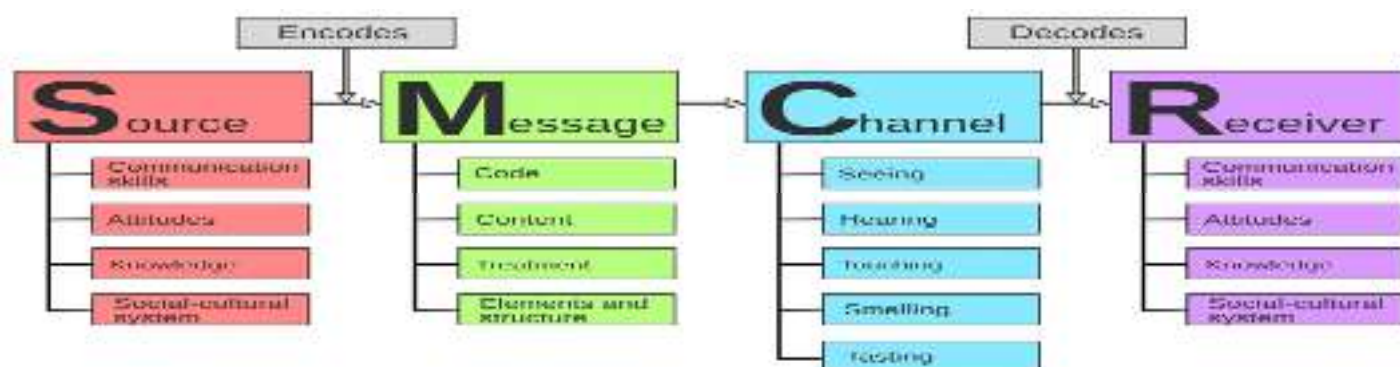 Encodes
Decodes
Source
Message
Channel
Receiver
Communication
skills
Attitudes
Knowledge
Social-cultural
system
Code
Content
Treatment
Elements and
structure
Seeing
Hearing
Touching
Smelling
Tasting
Communication
skills
Attitudes
Knowledge
Social-cultural
system